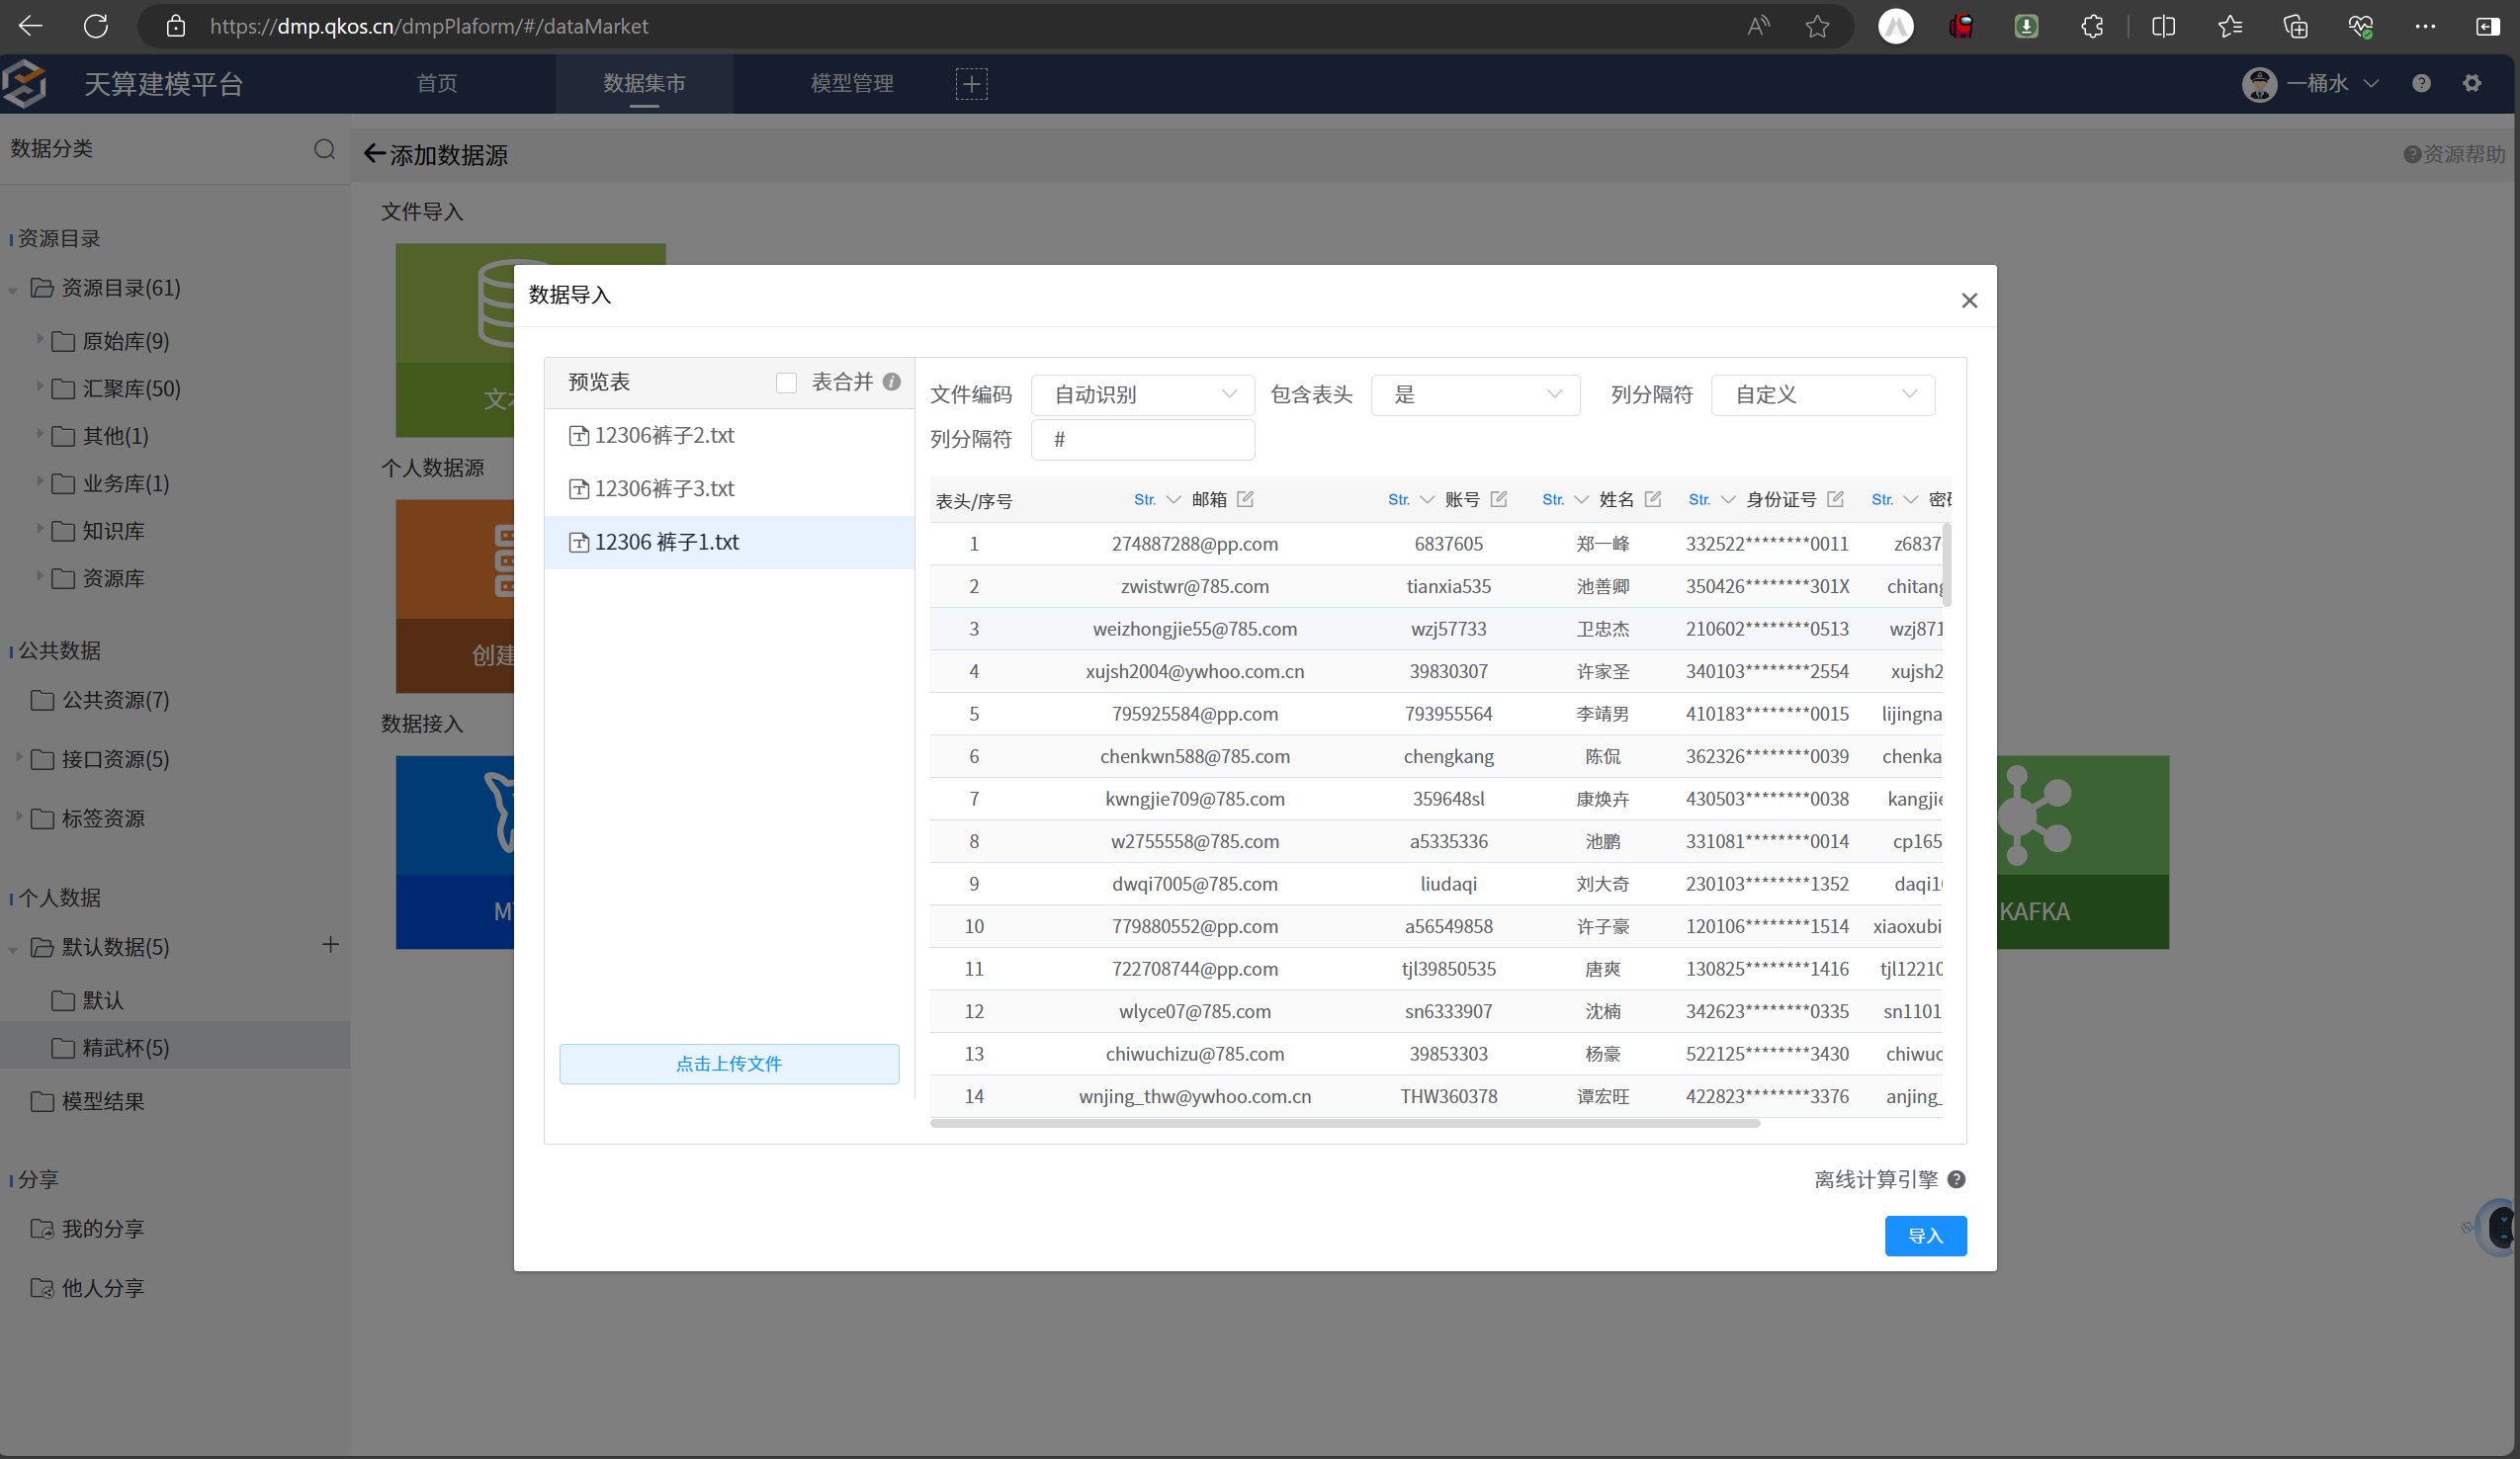 https://dmp.qkos.cn/dmpPlaform/#/dataMarket
天算建模平台 首页 数据集市 模型管理 一桶水
数据分类
添加数据源 资源帮助
文件导入
资源目录
资源目录(61)
原始库(9)
汇聚库(50)
其他(1)
业务库(1)
知识库
资源库
公共数据
公共资源(7)
接口资源(5)
标签资源
个人数据
默认数据(5)
默认
精武杯(5)
模型结果
分享
我的分享
他人分享
个人数据源
创建
数据接入
KAFKA
数据导入
预览表 表合并
12306裤子2.txt
12306裤子3.txt
12306 裤子1.txt
点击上传文件
文件编码 自动识别 包含表头 是 列分隔符 自定义
列分隔符 #
表头/序号 Str. 邮箱 Str. 账号 Str. 姓名 Str. 身份证号 Str.
1 274887288@pp.com 6837605 郑一峰 332522********0011 z6837
2 zwistwr@785.com tianxia535 池善卿 350426********301X chitang
3 weizhongjie55@785.com wzj57733 卫忠杰 210602********0513 wzj871
4 xujsh2004@ywhoo.com.cn 39830307 许家圣 340103********2554 xujsh2
5 795925584@pp.com 793955564 李靖男 410183********0015 lijingna
6 chenkwn588@785.com chengkang 陈侃 362326********0039 chenka
7 kwngjie709@785.com 359648sl 康焕卉 430503********0038 kangjie
8 w2755558@785.com a5335336 池鹏 331081********0014 cp165
9 dwqi7005@785.com liudaqi 刘大奇 230103********1352 daqi1
10 779880552@pp.com a56549858 许子豪 120106********1514 xiaoxubi
11 722708744@pp.com tjl39850535 唐爽 130825********1416 tjl12210
12 wlyce07@785.com sn6333907 沈楠 342623********0335 sn1101
13 chiwuchizu@785.com 39853303 杨豪 522125********3430 chiwuc
14 wnjing_thw@ywhoo.com.cn THW360378 谭宏旺 422823********3376 anjing_
离线计算引擎
导入